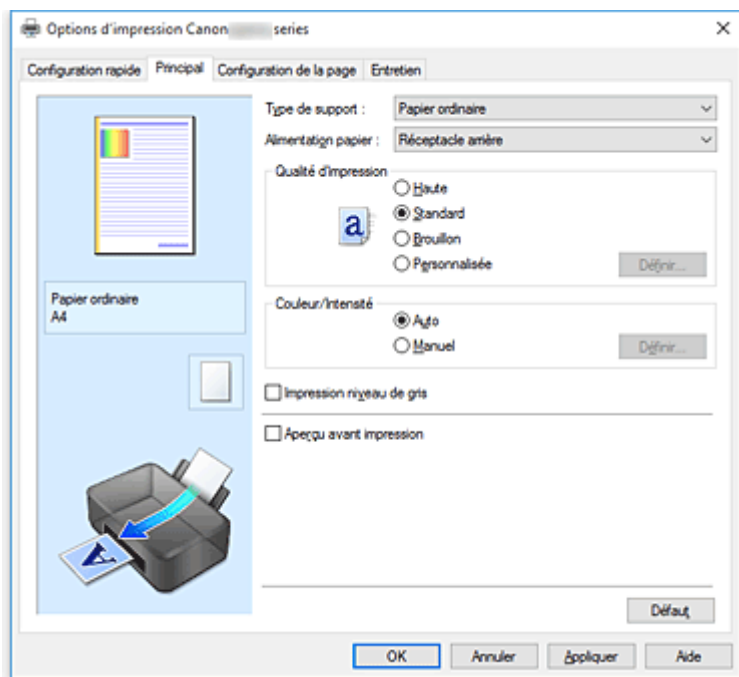 Options d'impression Canon series
Configuration rapide Principal Configuration de la page Entretien
Type de support : Papier ordinaire
Alimentation papier : Réceptacle arrière
Qualité d'impression
Haute
a Standard
Brouillon
Personnalisée Définir...
Papier ordinaire
A4
Couleur/Intensité
Auto
Manuel Définir...
Impression niveau de gris
Aperçu avant impression
A
Défaut
OK Annuler Appliquer Aide